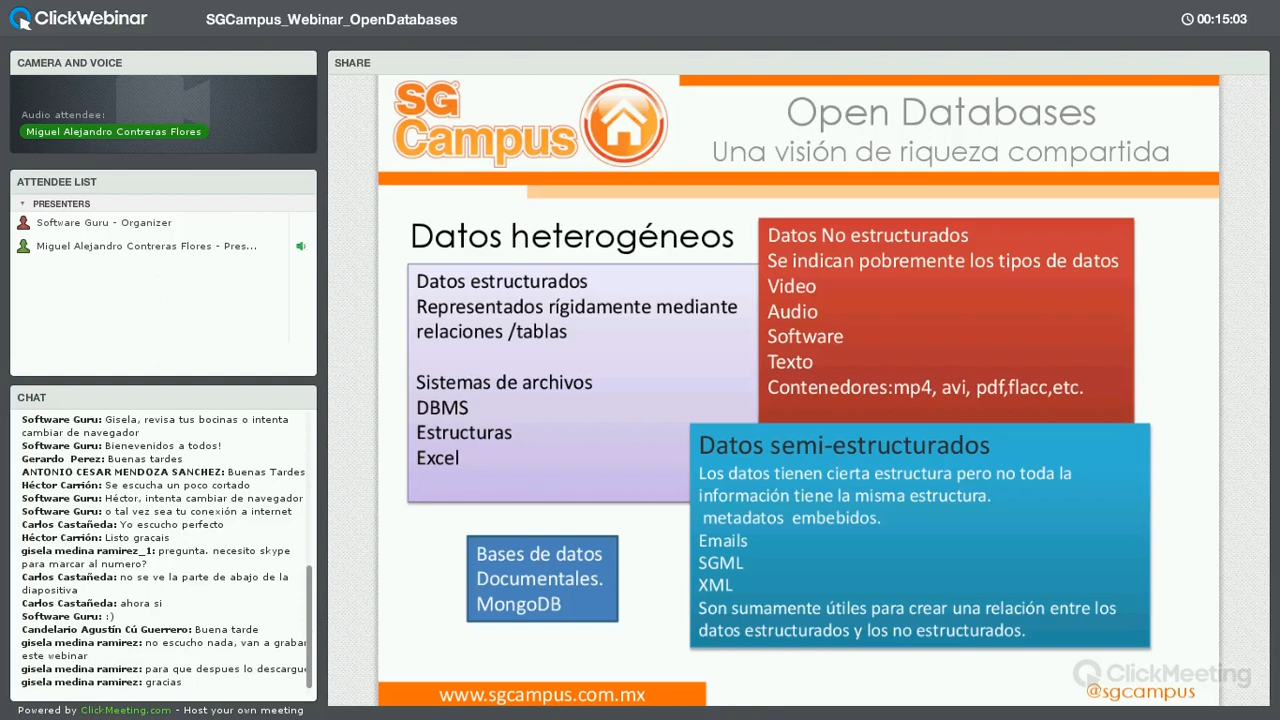 ClickWebinar
SGCampus_Webinar_OpenDatabases
00:15:03
CAMERA AND VOICE
Audio attendee:
Miguel Alejandro Contreras Flores
ATTENDEE LIST
PRESENTERS
Software Guru - Organizer
Miguel Alejandro Contreras Flores - Pres...
CHAT
Software Guru: Gisela, revisa tus bocinas o intenta
cambiar de navegador
Software Guru: Bienevenidos a todos!
Gerardo Perez: Buenas tardes
ANTONIO CESAR MENDOZA SANCHEZ: Buenas Tardes
Héctor Carrión: Se escucha un poco cortado
Software Guru: Héctor, intenta cambiar de navegador
Software Guru: o tal vez sea tu conexión a internet
Carlos Castañeda: Yo escucho perfecto
Héctor Carrión: Listo gracais
gisela medina ramirez_1: pregunta. necesito skype
para marcar al numero?
Carlos Castañeda: no se ve la parte de abajo de la
diapositiva
Carlos Castañeda: ahora si
Software Guru: :)
Candelario Agustín Cú Guerrero: Buena tarde
gisela medina ramirez: no escucho nada, van a grabar
este webinar
gisela medina ramirez: para que despues lo descargue
gisela medina ramirez: gracias
Powered by ClickMeeting.com - Host your own meeting
SHARE
SG
Campus
Open Databases
Una visión de riqueza compartida
Datos heterogéneos
Datos estructurados
Representados rígidamente mediante
relaciones /tablas
Sistemas de archivos
DBMS
Estructuras
Excel
Datos No estructurados
Se indican pobremente los tipos de datos
Video
Audio
Software
Texto
Contenedores:mp4, avi, pdf,flacc,etc.
Datos semi-estructurados
Los datos tienen cierta estructura pero no toda la
información tiene la misma estructura.
metadatos embebidos.
Emails
SGML
XML
Son sumamente útiles para crear una relación entre los
datos estructurados y los no estructurados.
Bases de datos
Documentales.
MongoDB
www.sgcampus.com.mx
ClickMeeting
@sgcampus